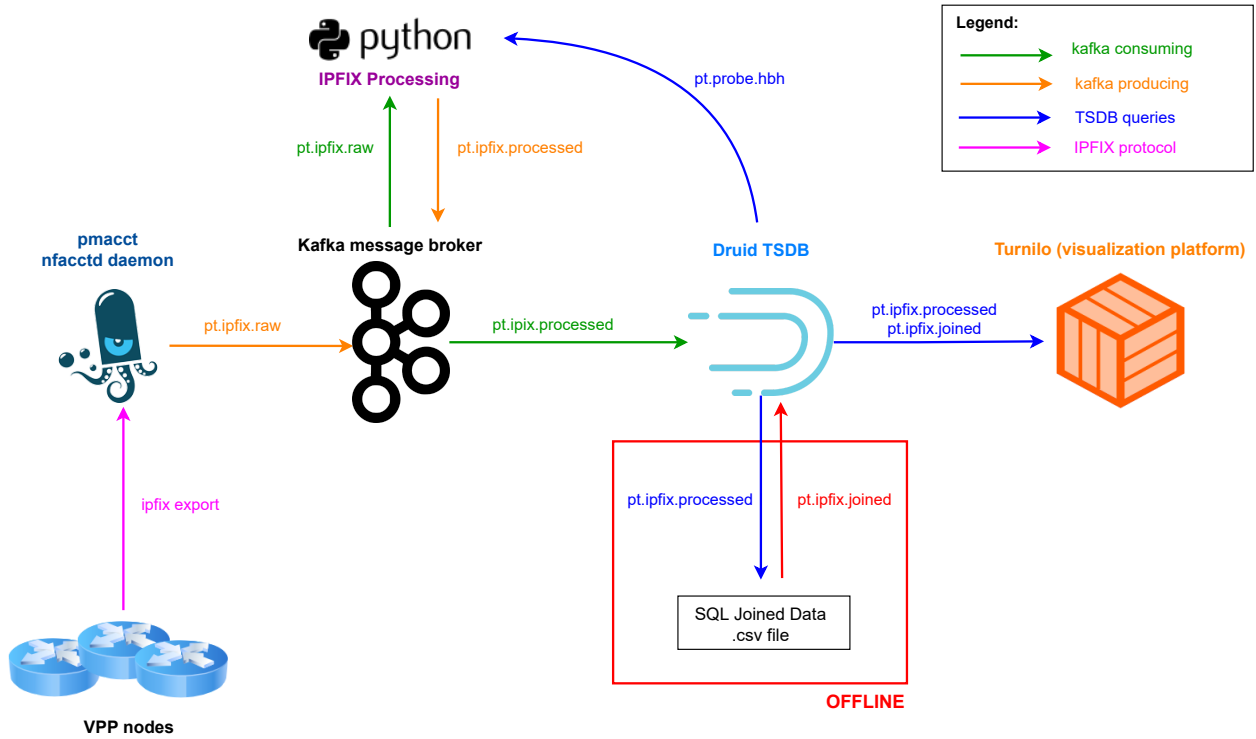 Legend:
kafka consuming
kafka producing
TSDB queries
IPFIX protocol
python
IPFIX Processing
pt.probe.hbh
pt.ipfix.raw
pt.ipfix.processed
pmacct
nfacctd daemon
Kafka message broker
Druid TSDB
Turnilo (visualization platform)
pt.ipfix.raw
pt.ipix.processed
pt.ipfix.processed
pt.ipfix.joined
ipfix export
pt.ipfix.processed
pt.ipfix.joined
SQL Joined Data
.csv file
OFFLINE
VPP nodes